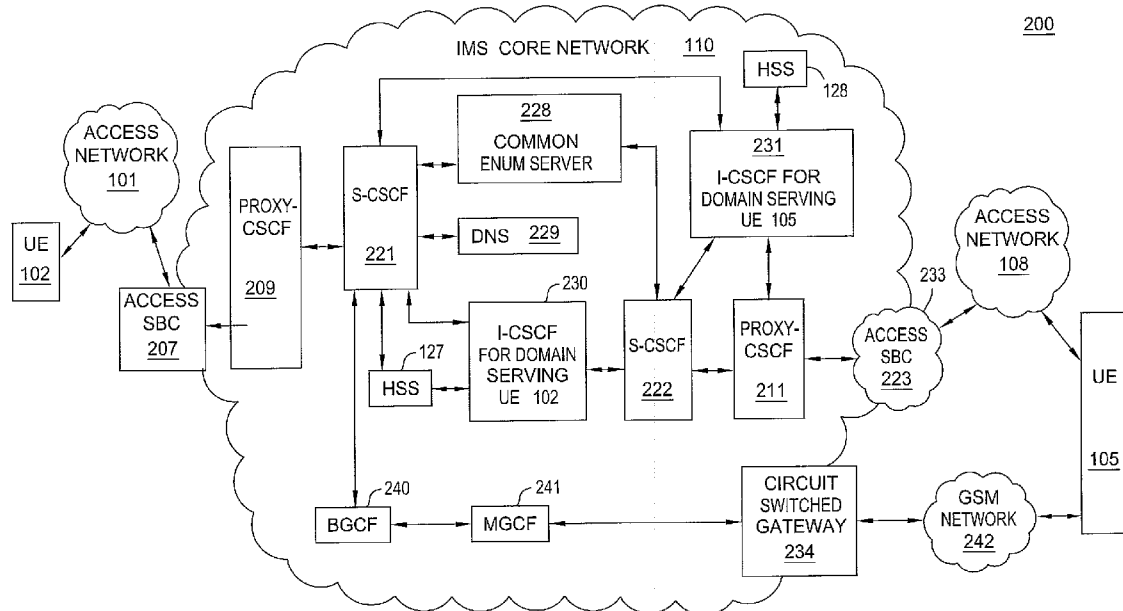 200
IMS CORE NETWORK 110
HSS
128
ACCESS
NETWORK
101
UE
102
ACCESS
SBC
207
PROXY-
CSCF
209
S-CSCF
221
228
COMMON
ENUM SERVER
DNS 229
231
I-CSCF FOR
DOMAIN SERVING
UE 105
230
I-CSCF
FOR DOMAIN
SERVING
UE 102
HSS
127
S-CSCF
222
PROXY-
CSCF
211
233
ACCESS
SBC
223
ACCESS
NETWORK
108
UE
105
240
BGCF
241
MGCF
CIRCUIT
SWITCHED
GATEWAY
234
GSM
NETWORK
242